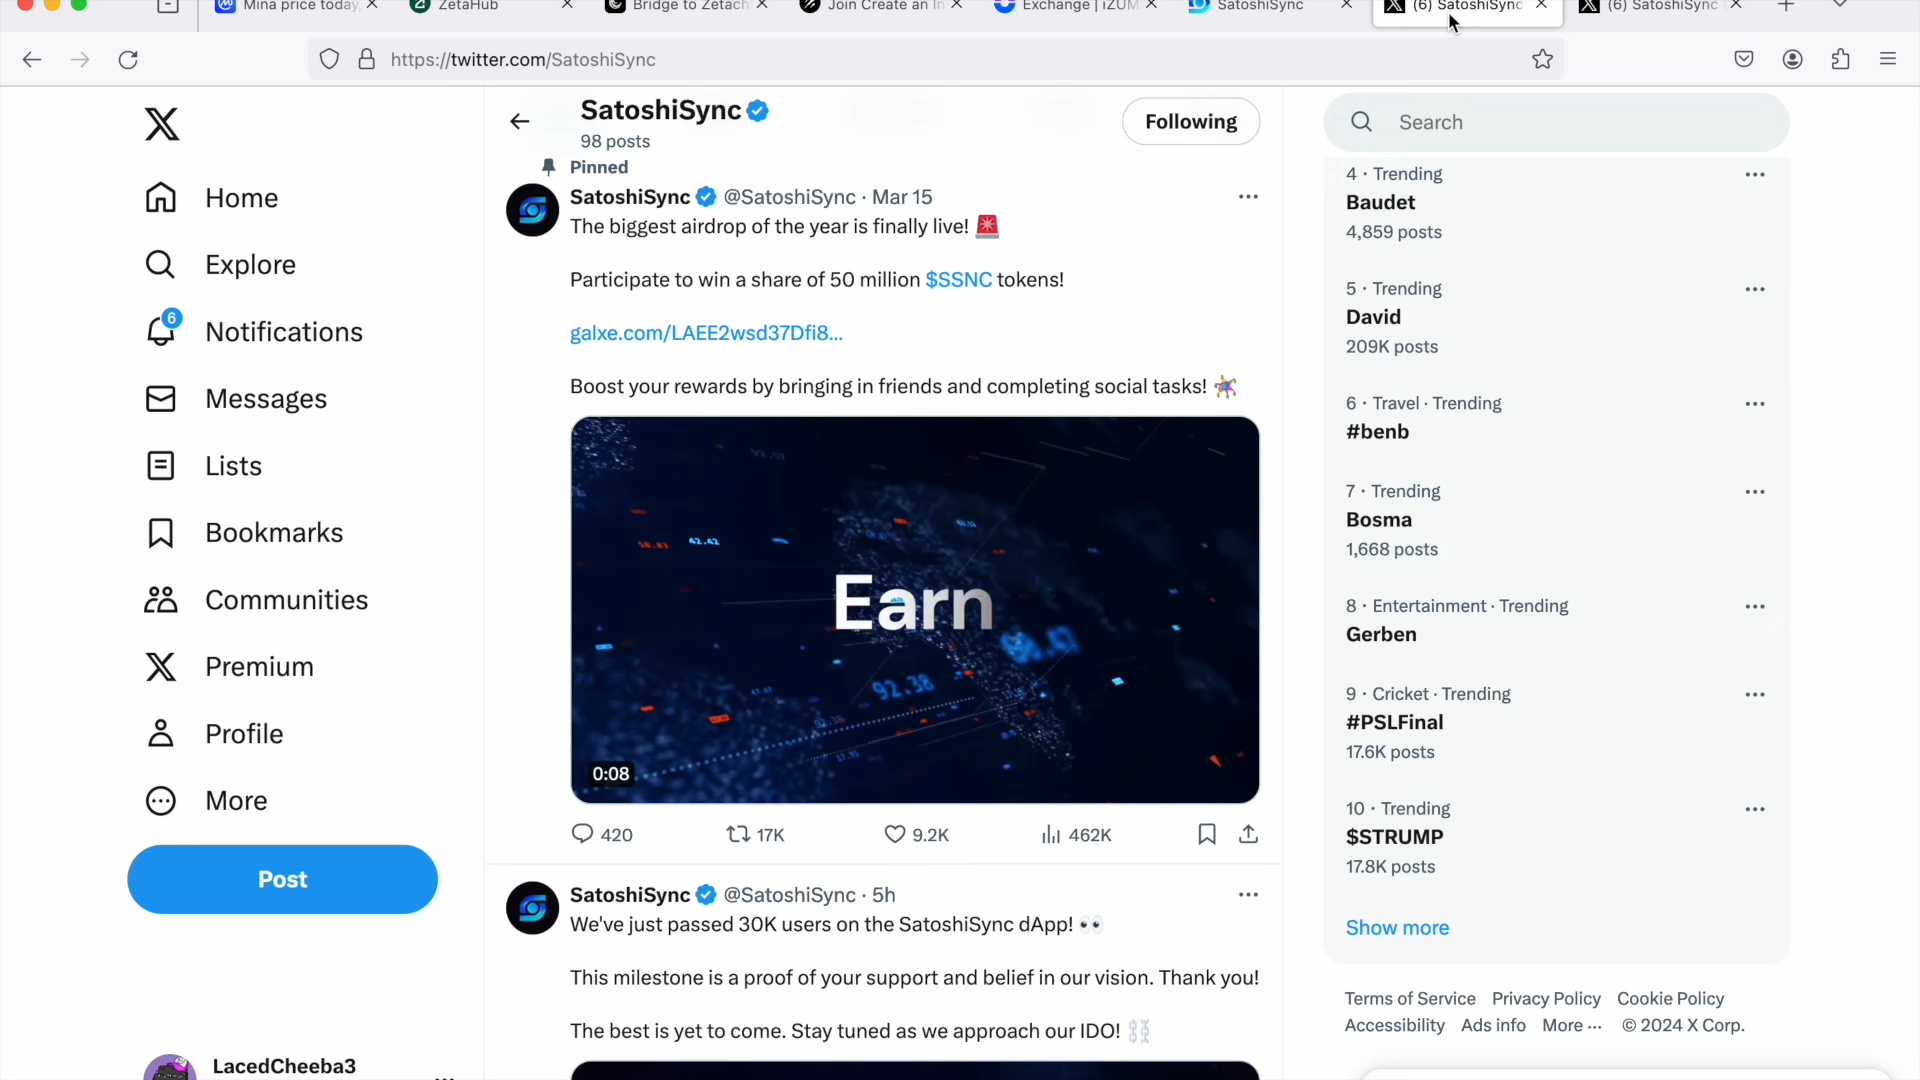 Mina price today,
ZetaHub
Bridge to Zetach
Join Create an In
Exchange | iZUM
SatoshiSync
(6) SatoshiSync
(6) SatoshiSync
https://twitter.com/SatoshiSync
SatoshiSync
98 posts
Following
Search
Home
Explore
6
Notifications
Messages
Lists
Bookmarks
Communities
Premium
Profile
More
Post
LacedCheeba3
Pinned
SatoshiSync @SatoshiSync · Mar 15
The biggest airdrop of the year is finally live! 🚨
Participate to win a share of 50 million $SSNC tokens!
galxe.com/LAEE2wsd37Dfi8...
Boost your rewards by bringing in friends and completing social tasks! 🪅
58.83 42.42
Earn
92.38
0:08
420 17K 9.2K 462K
SatoshiSync @SatoshiSync · 5h
We've just passed 30K users on the SatoshiSync dApp! 👀
This milestone is a proof of your support and belief in our vision. Thank you!
The best is yet to come. Stay tuned as we approach our IDO! ⛓️
4 · Trending
Baudet
4,859 posts
5 · Trending
David
209K posts
6 · Travel · Trending
#benb
7 · Trending
Bosma
1,668 posts
8 · Entertainment · Trending
Gerben
9 · Cricket · Trending
#PSLFinal
17.6K posts
10 · Trending
$STRUMP
17.8K posts
Show more
Terms of Service Privacy Policy Cookie Policy
Accessibility Ads info More ··· © 2024 X Corp.